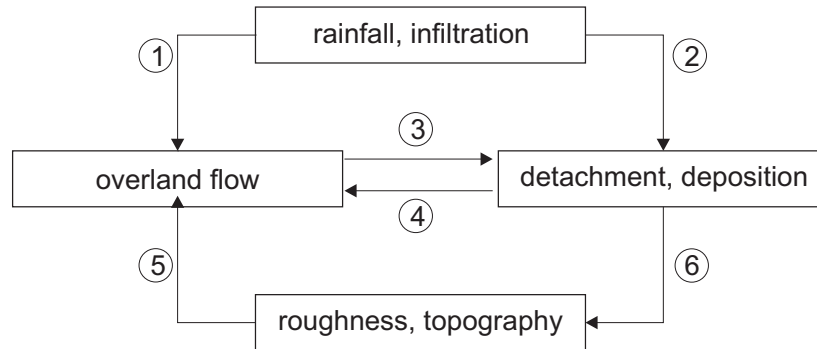 rainfall, infiltration
1
2
3
overland flow
detachment, deposition
4
5
6
roughness, topography